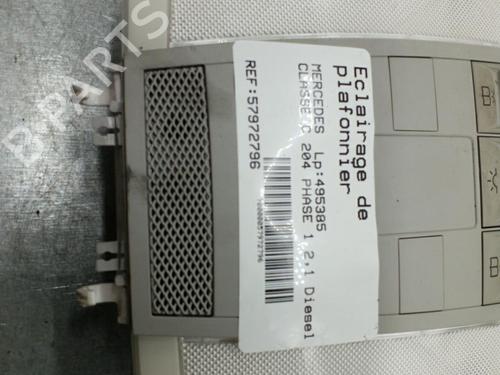 Eclairage de
plafonnier
MERCEDES Lp:495385
CLASSE C 204 PHASE 1 2,1 Diesel
REF:57972796
B-PARTS